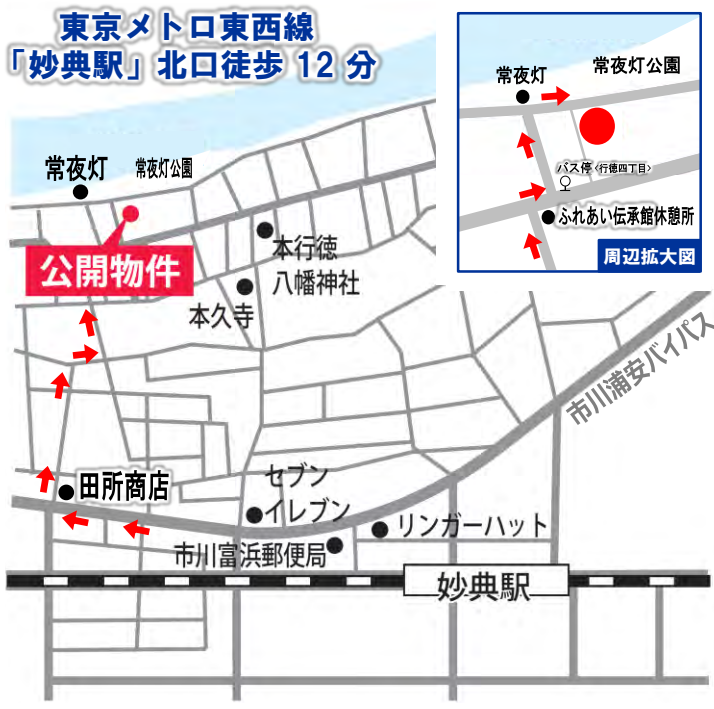 東京メトロ東西線
「妙典駅」北口徒歩 12 分
常夜灯
常夜灯公園
バス停<行徳四丁目>
ふれあい伝承館休憩所
周辺拡大図
常夜灯
常夜灯公園
公開物件
本行徳
八幡神社
本久寺
市川浦安バイパス
田所商店
セブン
イレブン
リンガーハット
市川富浜郵便局
妙典駅